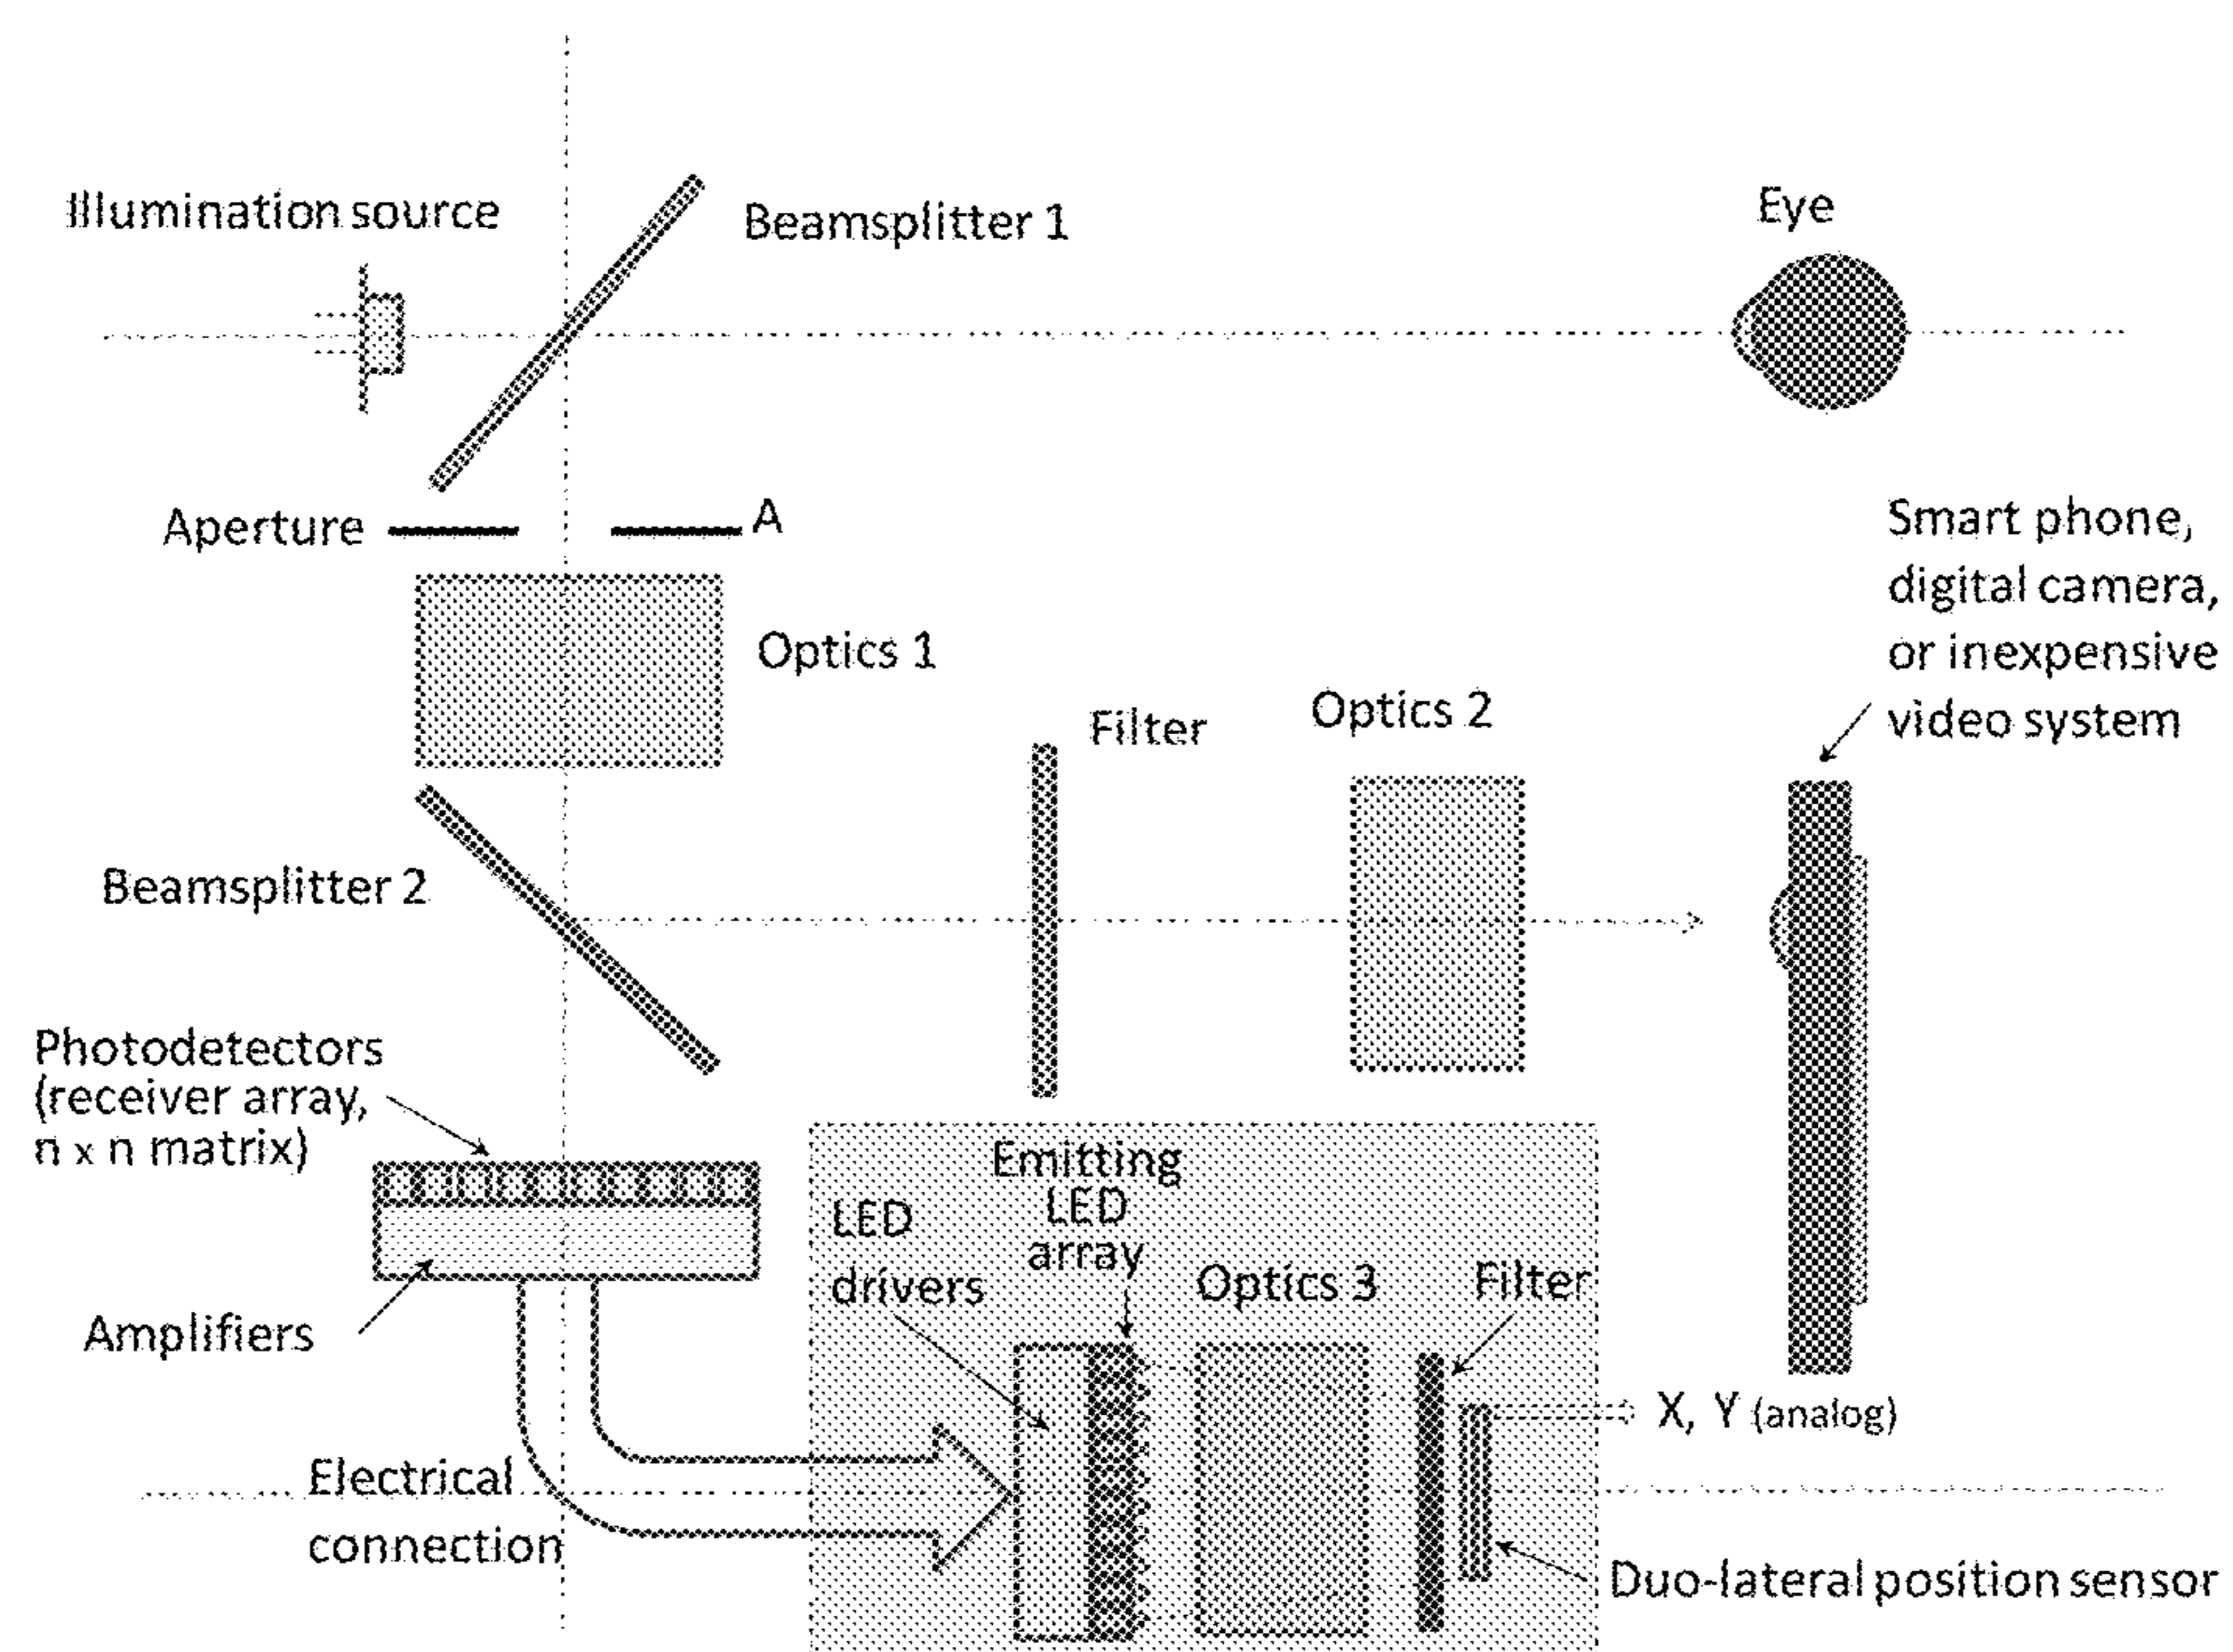 Illumination source
Beamsplitter 1
Eye
Aperture
A
Smart phone,
digital camera,
or inexpensive
video system
Optics 1
Filter
Optics 2
Beamsplitter 2
Photodetectors
(receiver array,
n x n matrix)
Emitting
LED
array
LED
drivers
Optics 3
Filter
Amplifiers
X, Y (analog)
Electrical
connection
Duo-lateral position sensor